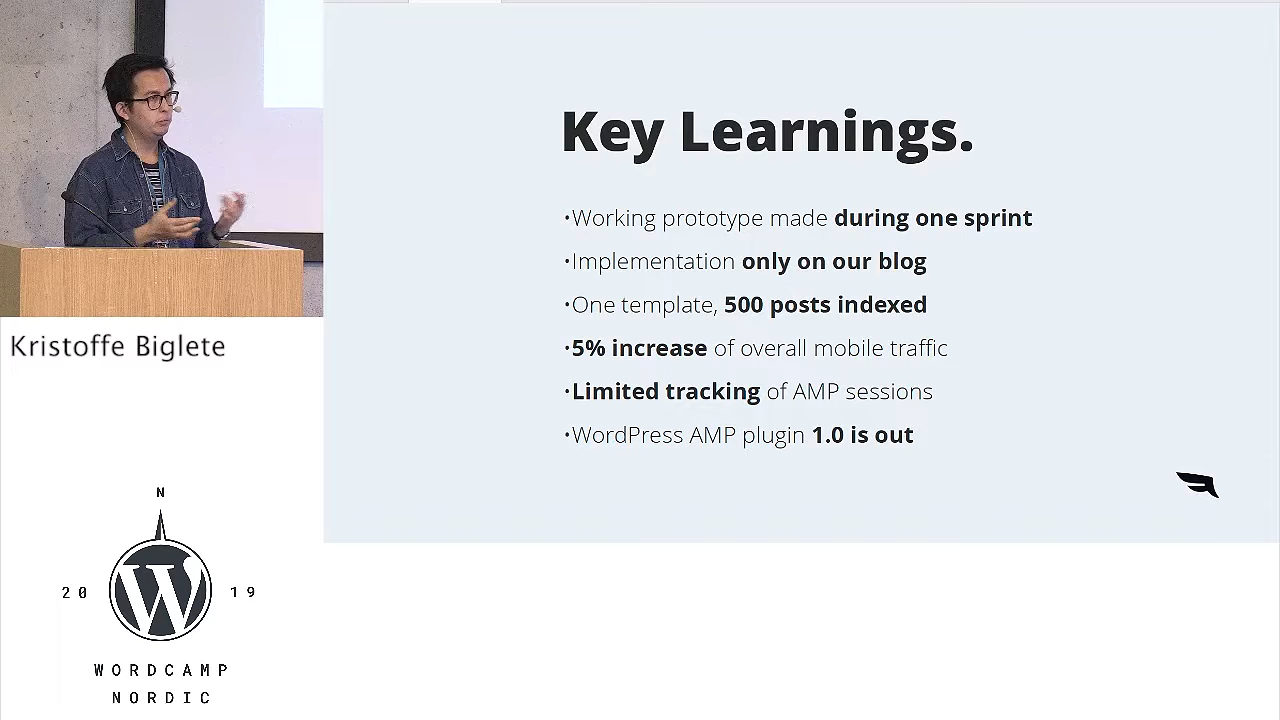 Key Learnings.
•Working prototype made during one sprint
•Implementation only on our blog
•One template, 500 posts indexed
•5% increase of overall mobile traffic
•Limited tracking of AMP sessions
•WordPress AMP plugin 1.0 is out
Kristoffe Biglete
N
20 19
W
WORDCAMP
NORDIC